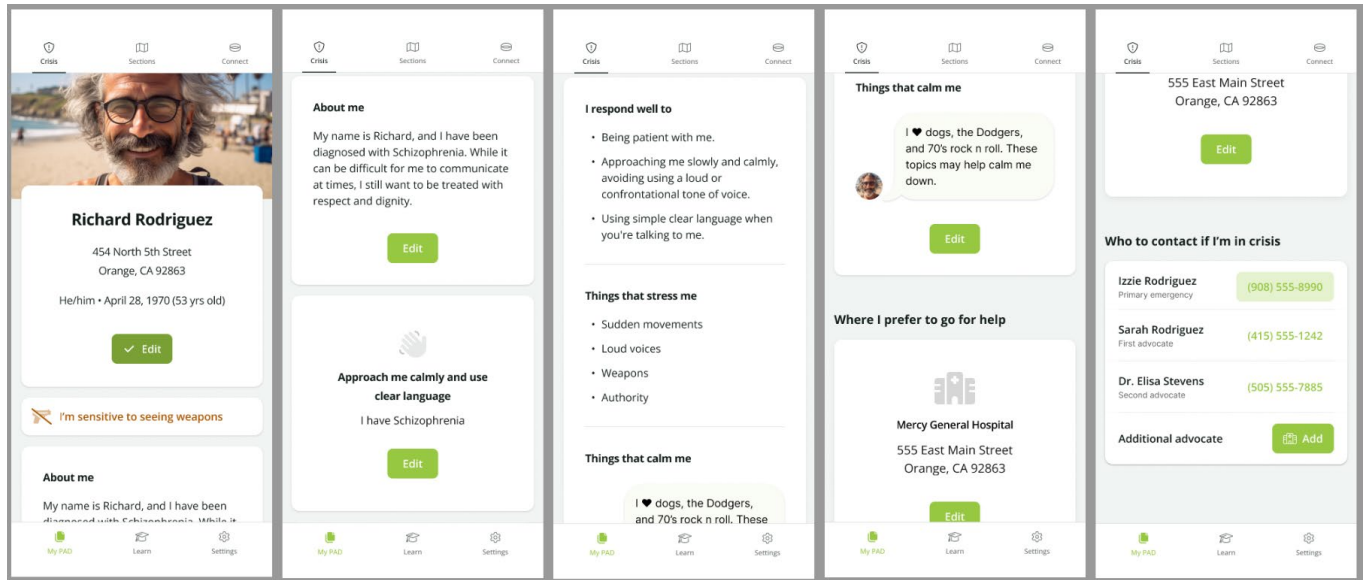 Crisis
Sections
Connect
Richard Rodriguez
454 North 5th Street
Orange, CA 92863
He/him • April 28, 1970 (53 yrs old)
Edit
I'm sensitive to seeing weapons
About me
My name is Richard, and I have been
diagnosed with Schizophrenia. While it
My PAD
Learn
Settings
Crisis
Sections
Connect
About me
My name is Richard, and I have been
diagnosed with Schizophrenia. While it
can be difficult for me to communicate
at times, I still want to be treated with
respect and dignity.
Edit
Approach me calmly and use
clear language
I have Schizophrenia
Edit
My PAD
Learn
Settings
Crisis
Sections
Connect
I respond well to
• Being patient with me.
• Approaching me slowly and calmly,
avoiding using a loud or
confrontational tone of voice.
• Using simple clear language when
you're talking to me.
Things that stress me
• Sudden movements
• Loud voices
• Weapons
• Authority
Things that calm me
I ♥ dogs, the Dodgers,
and 70's rock n roll. These
My PAD
Learn
Settings
Crisis
Sections
Connect
Things that calm me
I ♥ dogs, the Dodgers,
and 70's rock n roll. These
topics may help calm me
down.
Edit
Where I prefer to go for help
Mercy General Hospital
555 East Main Street
Orange, CA 92863
Edit
My PAD
Learn
Settings
Crisis
Sections
Connect
555 East Main Street
Orange, CA 92863
Edit
Who to contact if I'm in crisis
Izzie Rodriguez
Primary emergency
(908) 555-8990
Sarah Rodriguez
First advocate
(415) 555-1242
Dr. Elisa Stevens
Second advocate
(505) 555-7885
Additional advocate
Add
My PAD
Learn
Settings